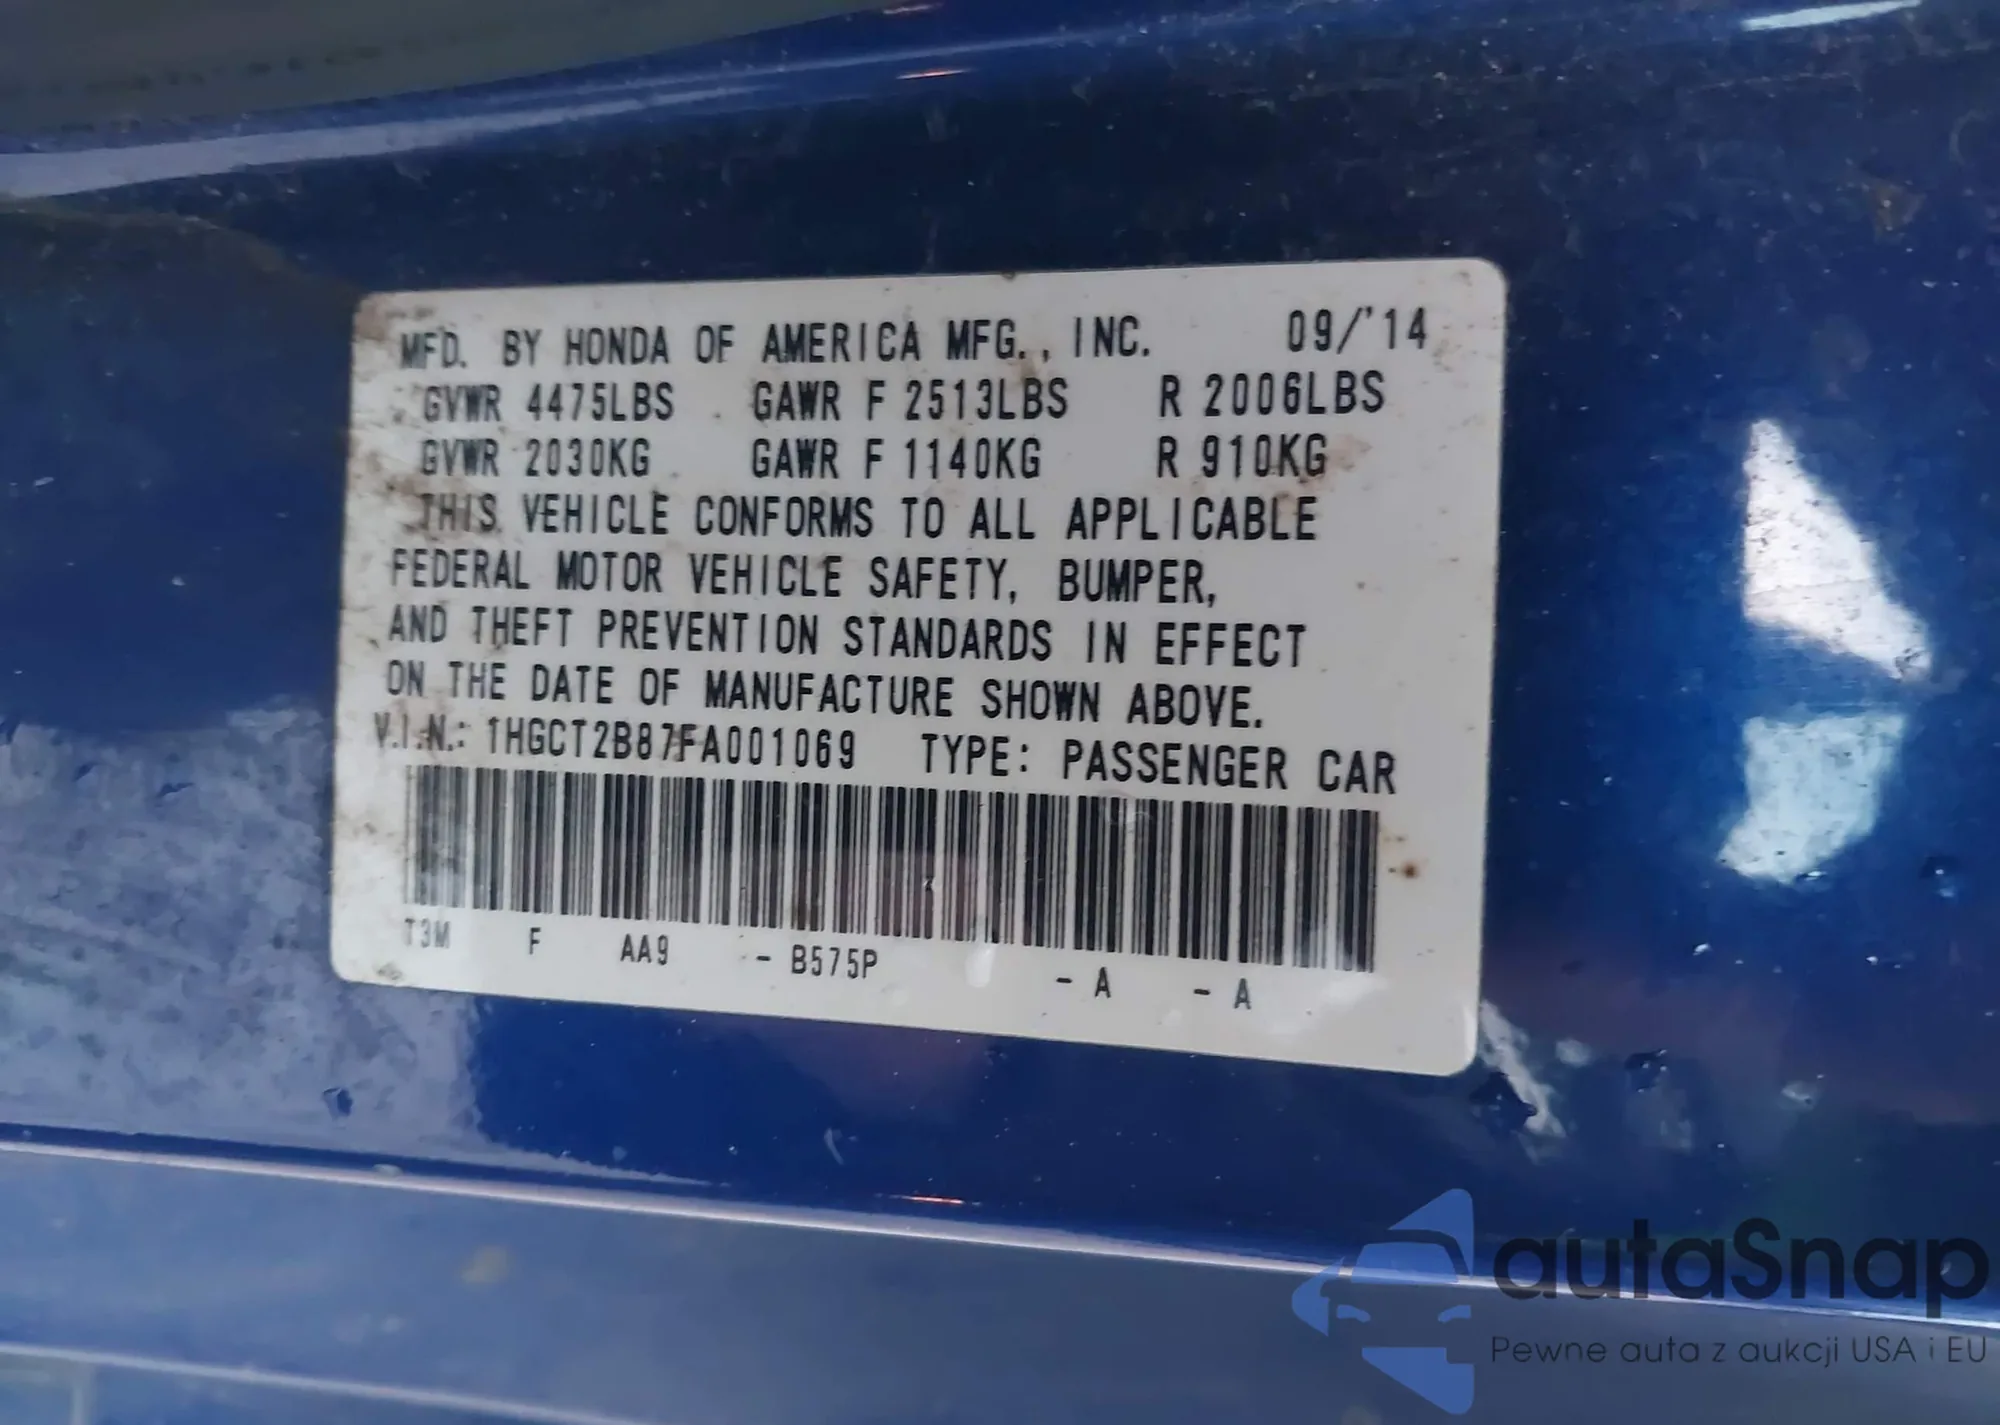 MFD. BY HONDA OF AMERICA MFG., INC. 09/'14
GVWR 4475LBS GAWR F 2513LBS R 2006LBS
GVWR 2030KG GAWR F 1140KG R 910KG
THIS VEHICLE CONFORMS TO ALL APPLICABLE
FEDERAL MOTOR VEHICLE SAFETY, BUMPER,
AND THEFT PREVENTION STANDARDS IN EFFECT
ON THE DATE OF MANUFACTURE SHOWN ABOVE.
V.I.N.: 1HGCT2B87FA001069 TYPE: PASSENGER CAR
T3M F AA9 - B575P - A - A
autaSnap
Pewne auta z aukcji USA i EU